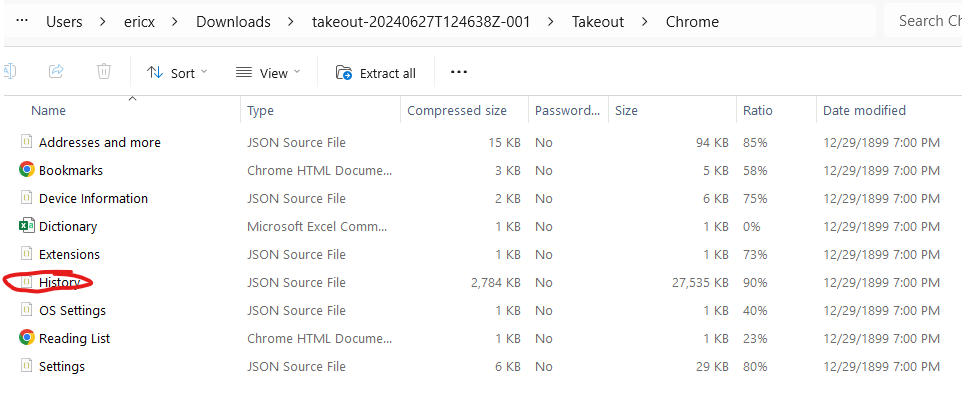 ... Users > ericx > Downloads > takeout-20240627T124638Z-001 > Takeout > Chrome Search Ch
Sort View Extract all ...
Name Type Compressed size Password... Size Ratio Date modified
Addresses and more JSON Source File 15 KB No 94 KB 85% 12/29/1899 7:00 PM
Bookmarks Chrome HTML Docume... 3 KB No 5 KB 58% 12/29/1899 7:00 PM
Device Information JSON Source File 2 KB No 6 KB 75% 12/29/1899 7:00 PM
Dictionary Microsoft Excel Comm... 1 KB No 1 KB 0% 12/29/1899 7:00 PM
Extensions JSON Source File 1 KB No 1 KB 73% 12/29/1899 7:00 PM
History JSON Source File 2,784 KB No 27,535 KB 90% 12/29/1899 7:00 PM
OS Settings JSON Source File 1 KB No 1 KB 40% 12/29/1899 7:00 PM
Reading List Chrome HTML Docume... 1 KB No 1 KB 23% 12/29/1899 7:00 PM
Settings JSON Source File 6 KB No 29 KB 80% 12/29/1899 7:00 PM